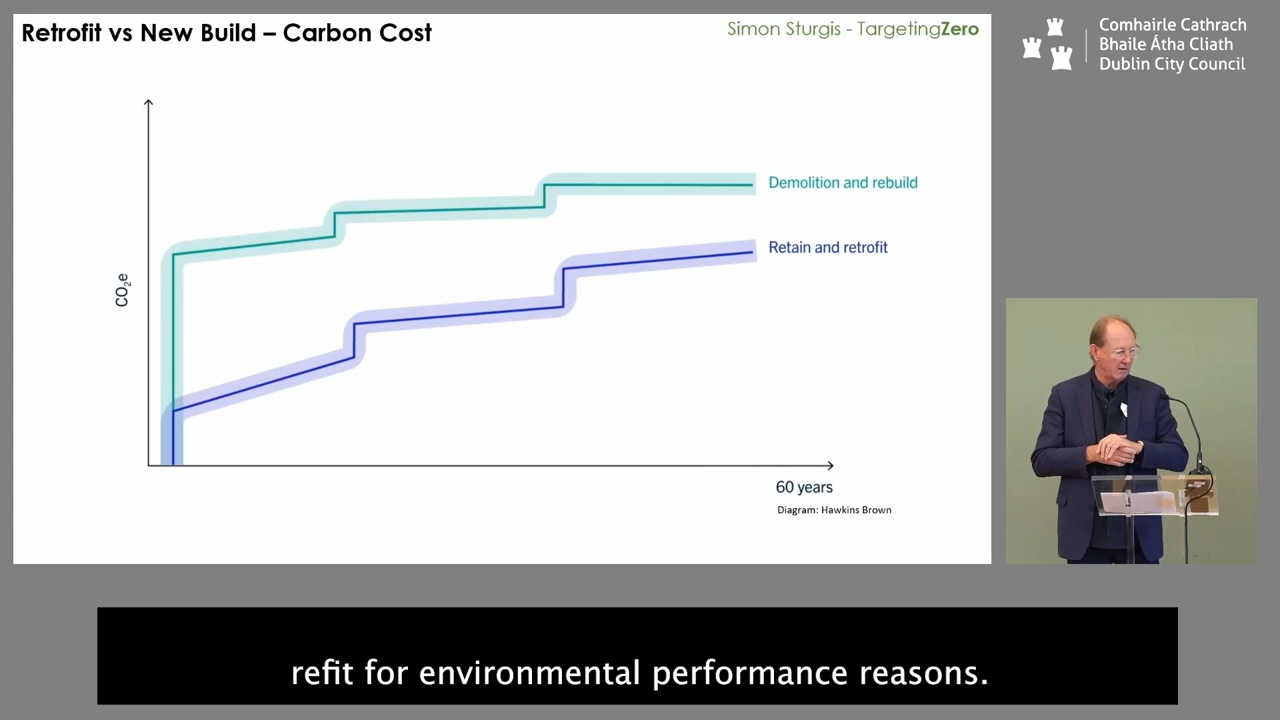 Retrofit vs New Build – Carbon Cost
Simon Sturgis - TargetingZero
Comhairle Cathrach
Bhaile Átha Cliath
Dublin City Council
Demolition and rebuild
Retain and retrofit
CO₂e
60 years
Diagram: Hawkins Brown
refit for environmental performance reasons.